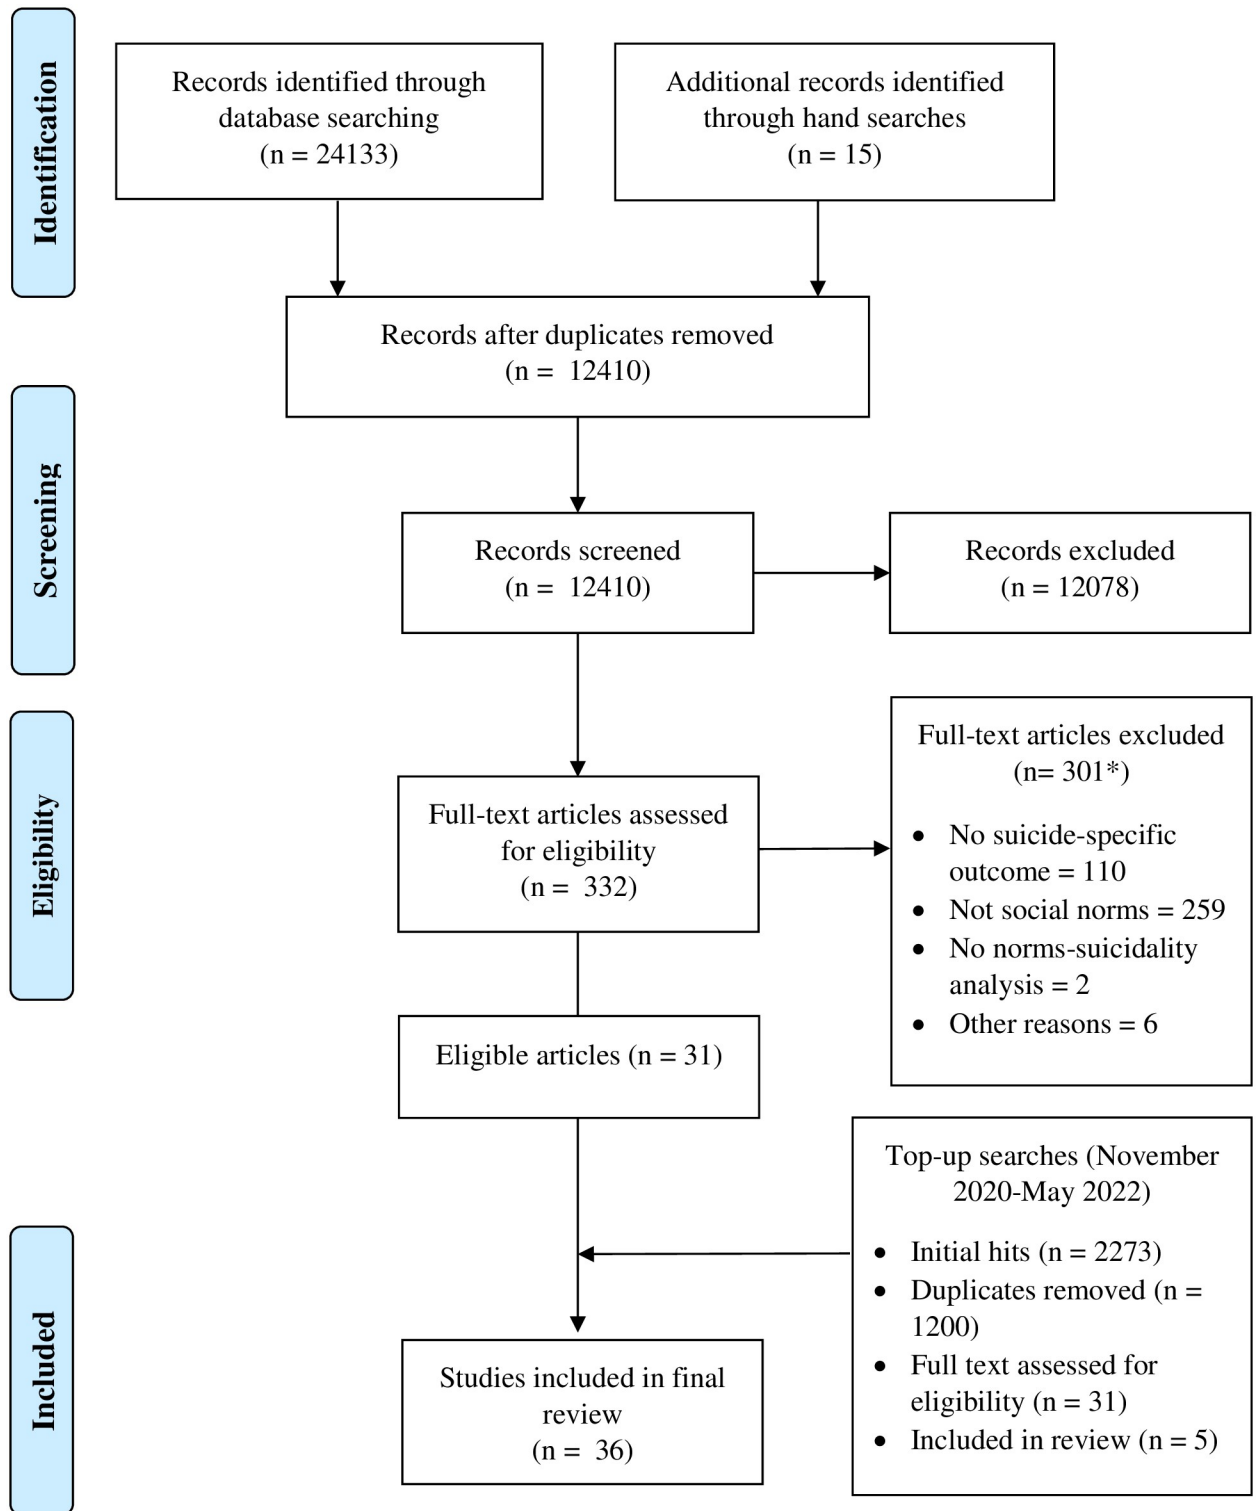 Identification
Records identified through
database searching
(n = 24133)
Additional records identified
through hand searches
(n = 15)
Records after duplicates removed
(n =  12410)
Screening
Records screened
(n =  12410)
Records excluded
(n = 12078)
Eligibility
Full-text articles assessed
for eligibility
(n =  332)
Full-text articles excluded
(n= 301*)
• No suicide-specific
outcome = 110
• Not social norms = 259
• No norms-suicidality
analysis = 2
• Other reasons = 6
Eligible articles (n = 31)
Top-up searches (November
2020-May 2022)
• Initial hits (n = 2273)
• Duplicates removed (n =
1200)
• Full text assessed for
eligibility (n = 31)
• Included in review (n = 5)
Included
Studies included in final
review
(n =  36)